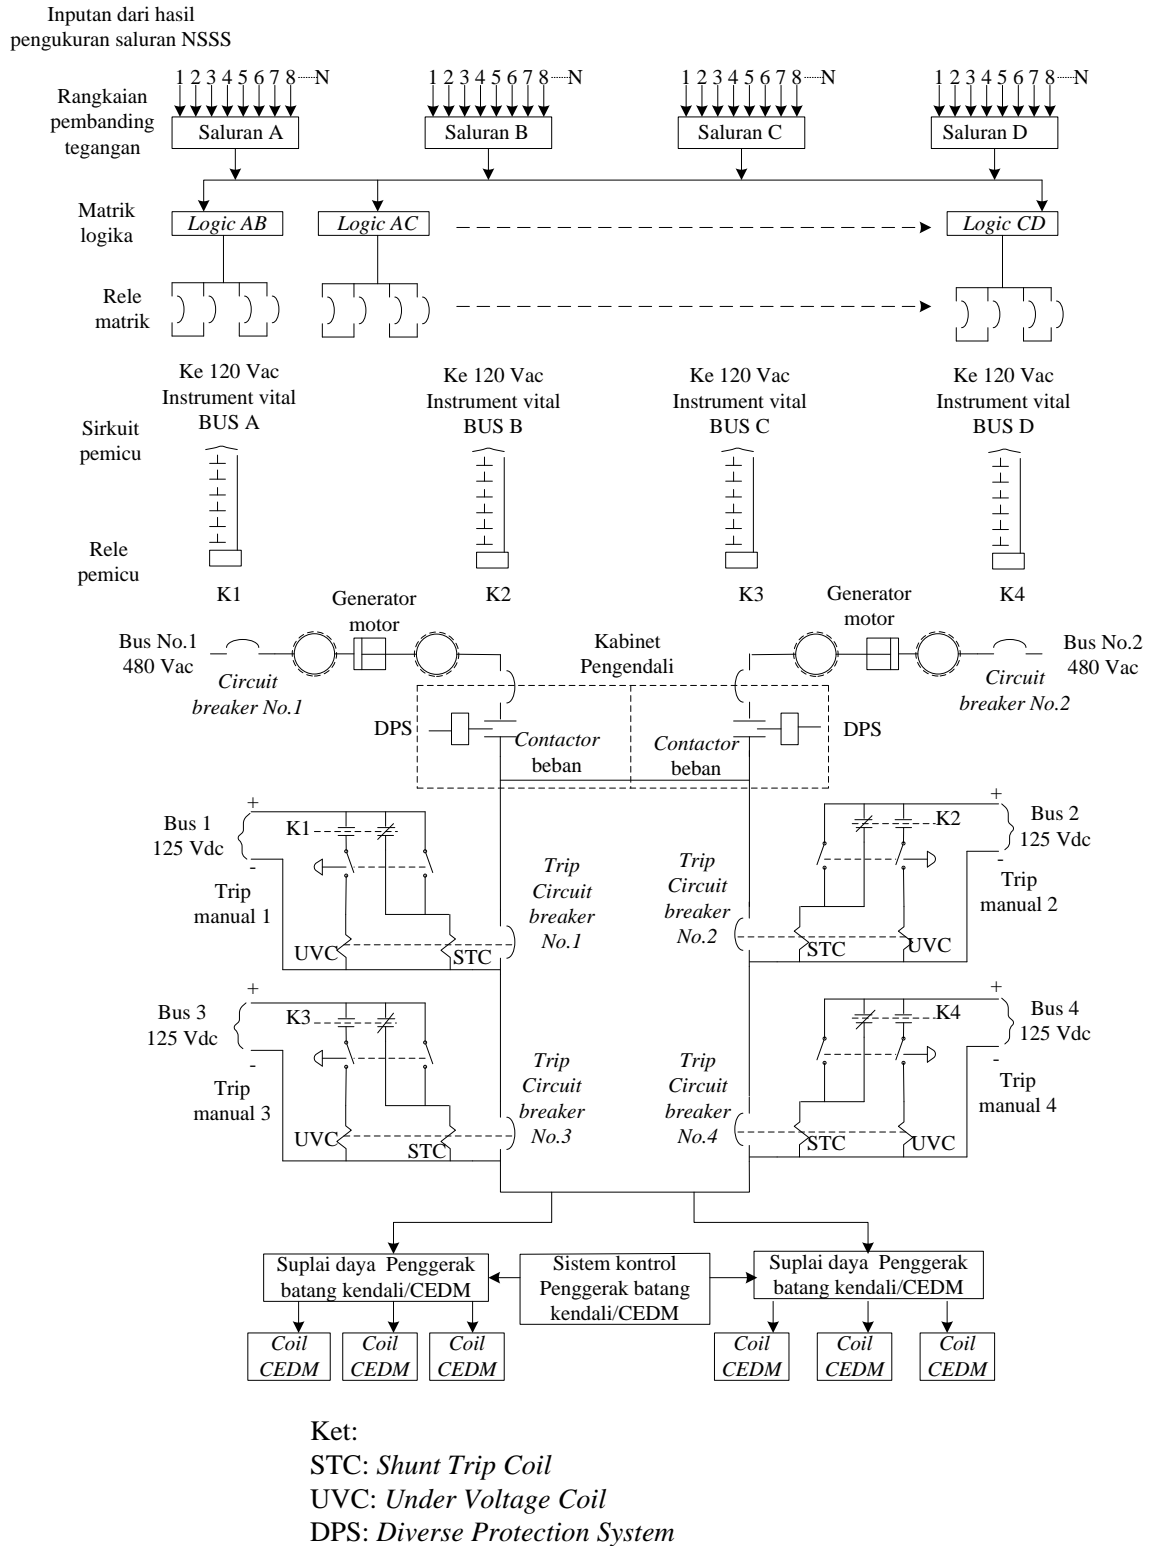 Inputan dari hasil
pengukuran saluran NSSS
1 2 3 4 5 6 7 8 N
1 2 3 4 5 6 7 8 N
1 2 3 4 5 6 7 8 N
1 2 3 4 5 6 7 8 N
Rangkaian
pembanding
tegangan
Saluran A
Saluran B
Saluran C
Saluran D
Matrik
logika
Logic AB
Logic AC
Logic CD
Rele
matrik
Ke 120 Vac
Instrument vital
BUS A
Ke 120 Vac
Instrument vital
BUS B
Ke 120 Vac
Instrument vital
BUS C
Ke 120 Vac
Instrument vital
BUS D
Sirkuit
pemicu
Rele
pemicu
K1
K2
K3
K4
Generator
motor
Generator
motor
Bus No.1
480 Vac
Circuit
breaker No.1
Kabinet
Pengendali
Bus No.2
480 Vac
Circuit
breaker No.2
DPS
Contactor
beban
Contactor
beban
DPS
+
Bus 1
125 Vdc
-
K1
Trip
manual 1
UVC
STC
Trip
Circuit
breaker
No.1
Trip
Circuit
breaker
No.2
+
K2
Bus 2
125 Vdc
-
Trip
manual 2
STC
UVC
+
Bus 3
125 Vdc
-
K3
Trip
manual 3
UVC
STC
Trip
Circuit
breaker
No.3
Trip
Circuit
breaker
No.4
+
K4
Bus 4
125 Vdc
-
Trip
manual 4
STC
UVC
Suplai daya Penggerak
batang kendali/CEDM
Sistem kontrol
Penggerak batang
kendali/CEDM
Suplai daya Penggerak
batang kendali/CEDM
Coil
CEDM
Coil
CEDM
Coil
CEDM
Coil
CEDM
Coil
CEDM
Coil
CEDM
Ket:
STC: Shunt Trip Coil
UVC: Under Voltage Coil
DPS: Diverse Protection System